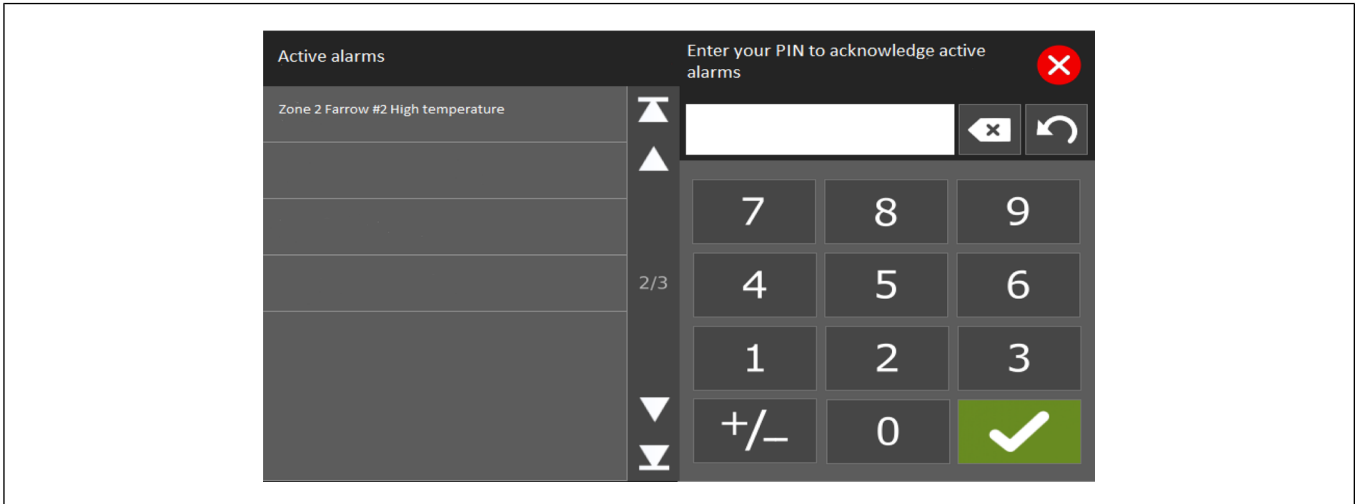 Active alarms
Enter your PIN to acknowledge active
alarms
Zone 2 Farrow #2 High temperature
2/3
7 8 9
4 5 6
1 2 3
+/- 0